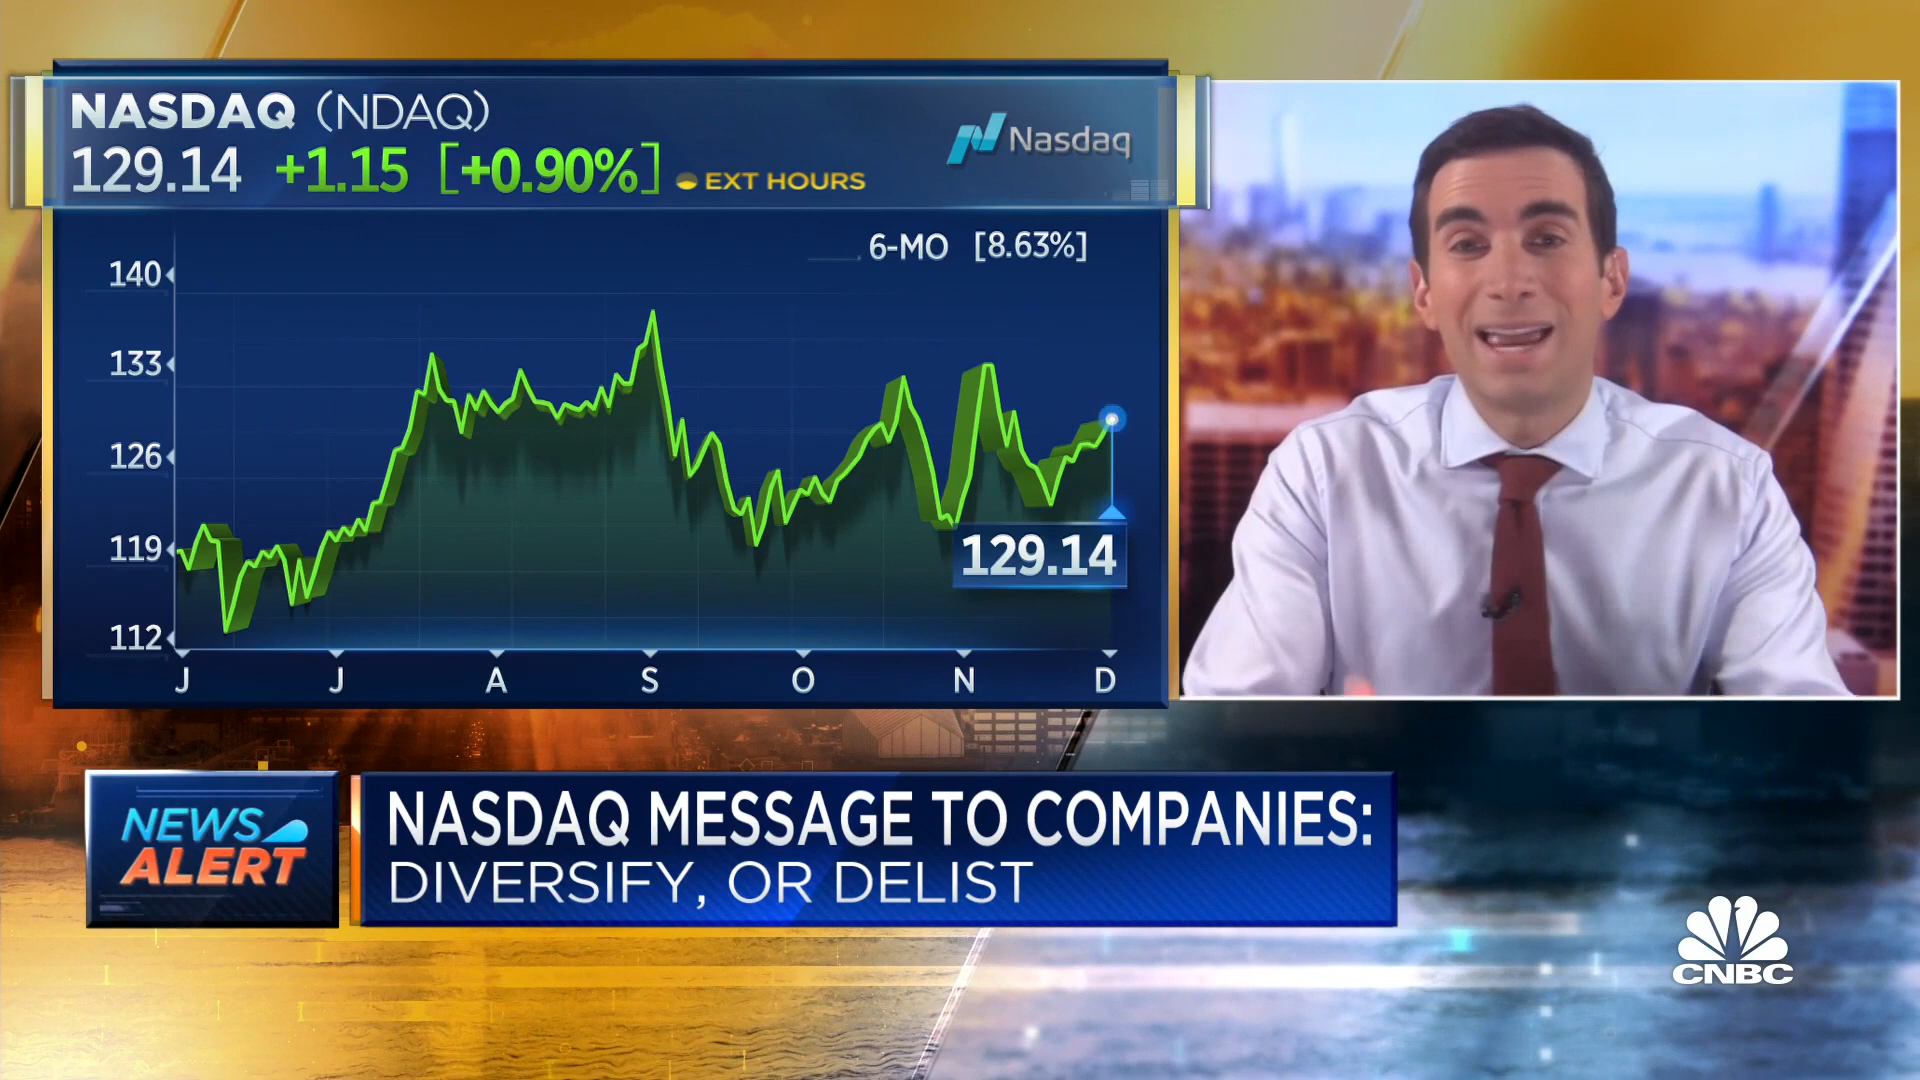 NASDAQ (NDAQ)
129.14 +1.15 [+0.90%] EXT HOURS
Nasdaq
6-MO [8.63%]
140
133
126
119
112
129.14
J J A S O N D
NEWS
ALERT
NASDAQ MESSAGE TO COMPANIES:
DIVERSIFY, OR DELIST
CNBC